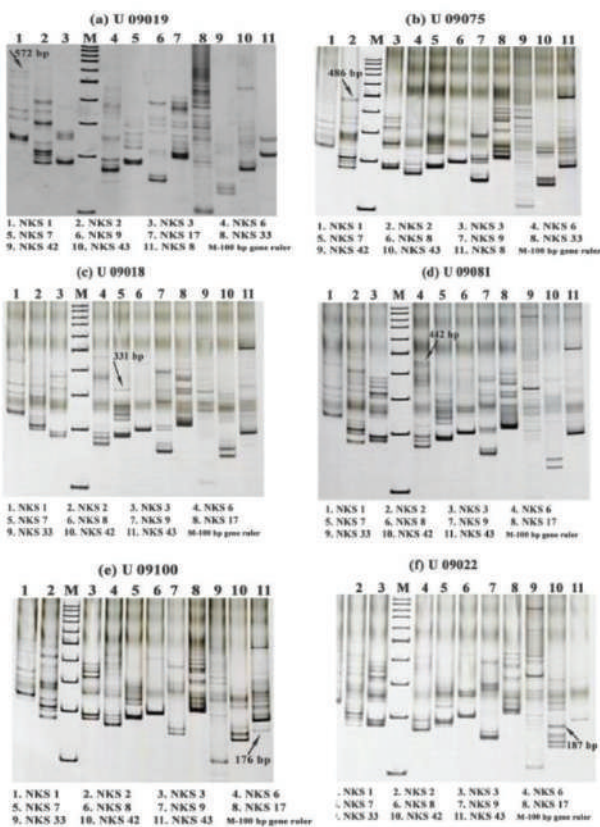 (a) U 09019
1 2 3 M 4 5 6 7 8 9 10 11
572 bp
1. NKS 1 2. NKS 2 3. NKS 3 4. NKS 6
5. NKS 7 6. NKS 9 7. NKS 17 8. NKS 33
9. NKS 42 10. NKS 43 11. NKS 8 M-100 bp gene ruler
(b) U 09075
1 2 M 3 4 5 6 7 8 9 10 11
486 bp
1. NKS 1 2. NKS 2 3. NKS 3 4. NKS 6
5. NKS 7 6. NKS 8 7. NKS 9 8. NKS 33
9. NKS 42 10. NKS 43 11. NKS 8 M-100 bp gene ruler
(c) U 09018
1 2 3 M 4 5 6 7 8 9 10 11
331 bp
1. NKS 1 2. NKS 2 3. NKS 3 4. NKS 6
5. NKS 7 6. NKS 8 7. NKS 9 8. NKS 17
9. NKS 33 10. NKS 42 11. NKS 43 M-100 bp gene ruler
(d) U 09081
1 2 3 M 4 5 6 7 8 9 10 11
442 bp
1. NKS 1 2. NKS 2 3. NKS 3 4. NKS 6
5. NKS 7 6. NKS 8 7. NKS 9 8. NKS 17
9. NKS 33 10. NKS 42 11. NKS 43 M-100 bp gene ruler
(e) U 09100
1 2 M 3 4 5 6 7 8 9 10 11
176 bp
1. NKS 1 2. NKS 2 3. NKS 3 4. NKS 6
5. NKS 7 6. NKS 8 7. NKS 9 8. NKS 17
9. NKS 33 10. NKS 42 11. NKS 43 M-100 bp gene ruler
(f) U 09022
2 3 M 4 5 6 7 8 9 10 11
187 bp
. NKS 1 2. NKS 2 3. NKS 3 4. NKS 6
. NKS 7 6. NKS 8 7. NKS 9 8. NKS 17
. NKS 33 10. NKS 42 11. NKS 43 M-100 bp gene ruler